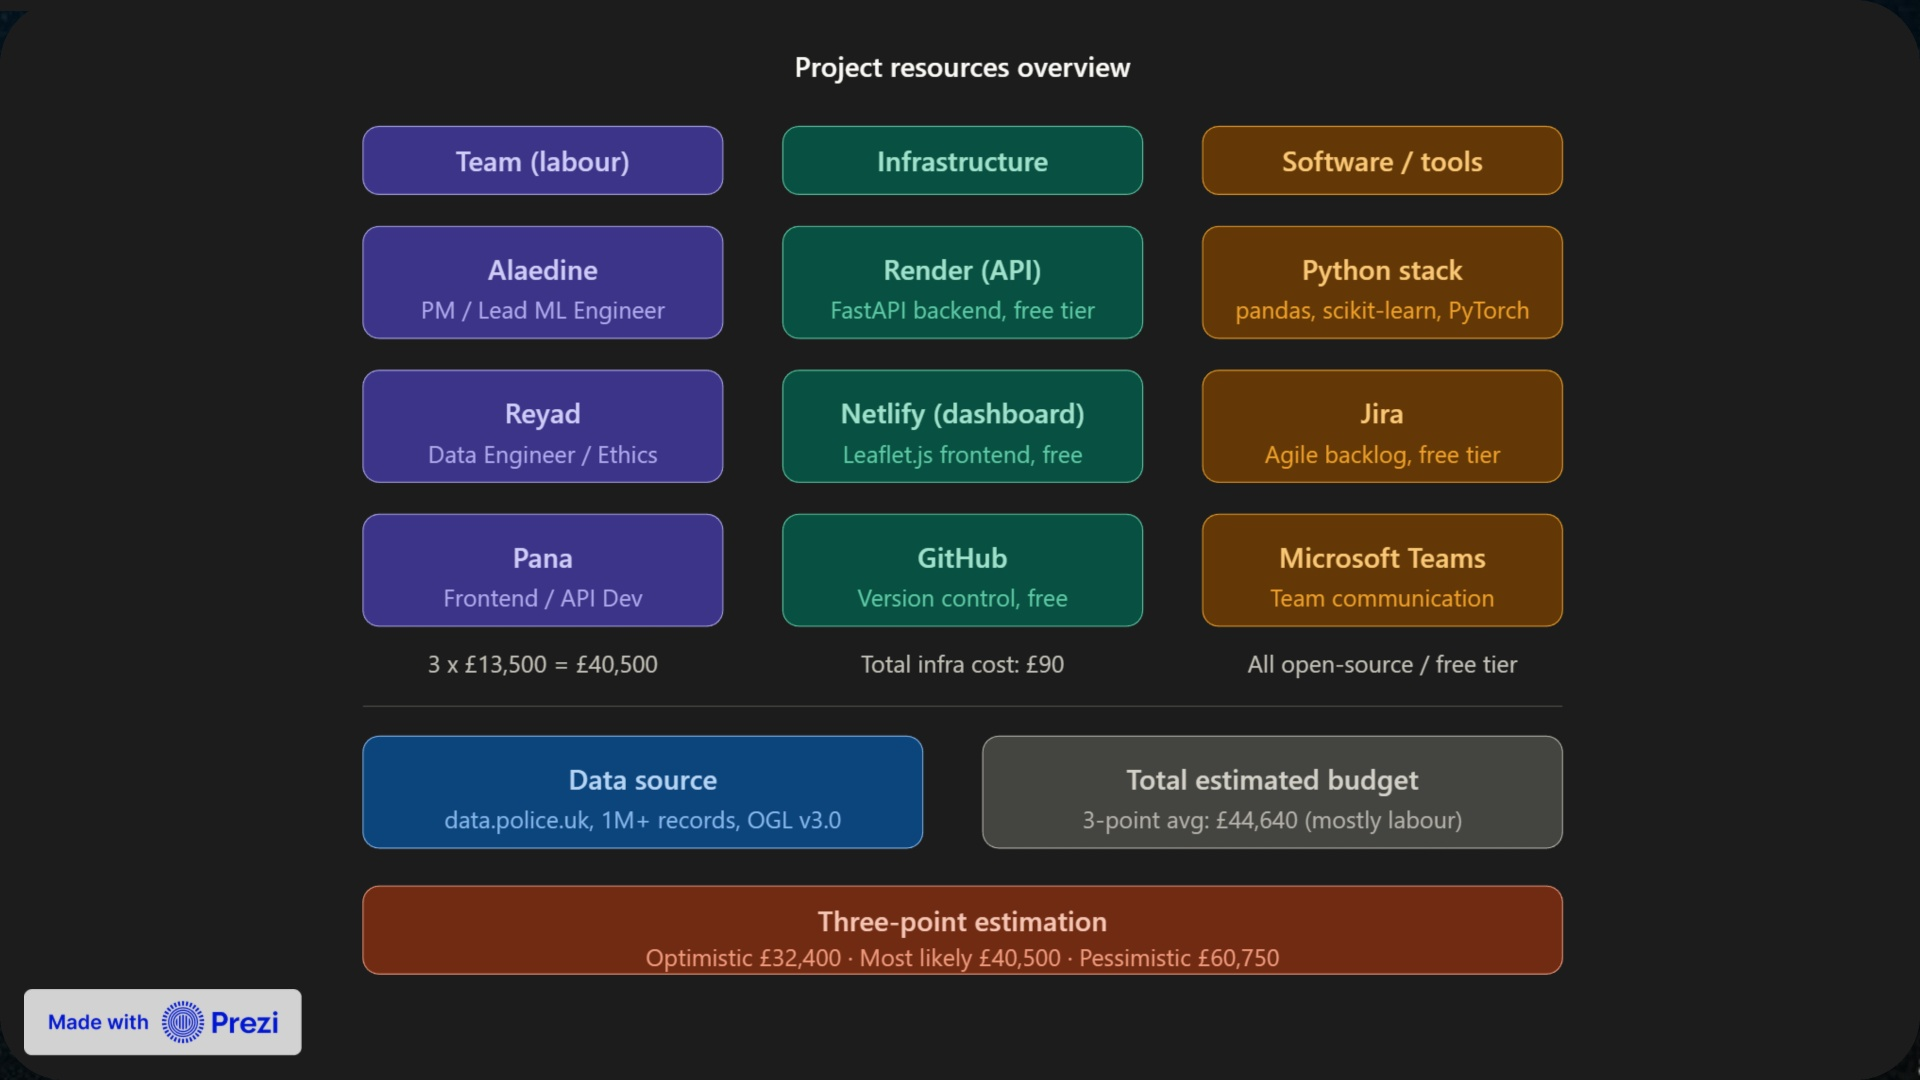 Project resources overview
Team (labour)
Infrastructure
Software / tools
Alaedine
PM / Lead ML Engineer
Render (API)
FastAPI backend, free tier
Python stack
pandas, scikit-learn, PyTorch
Reyad
Data Engineer / Ethics
Netlify (dashboard)
Leaflet.js frontend, free
Jira
Agile backlog, free tier
Pana
Frontend / API Dev
GitHub
Version control, free
Microsoft Teams
Team communication
3 x £13,500 = £40,500
Total infra cost: £90
All open-source / free tier
Data source
data.police.uk, 1M+ records, OGL v3.0
Total estimated budget
3-point avg: £44,640 (mostly labour)
Three-point estimation
Optimistic £32,400 · Most likely £40,500 · Pessimistic £60,750
Made with Prezi